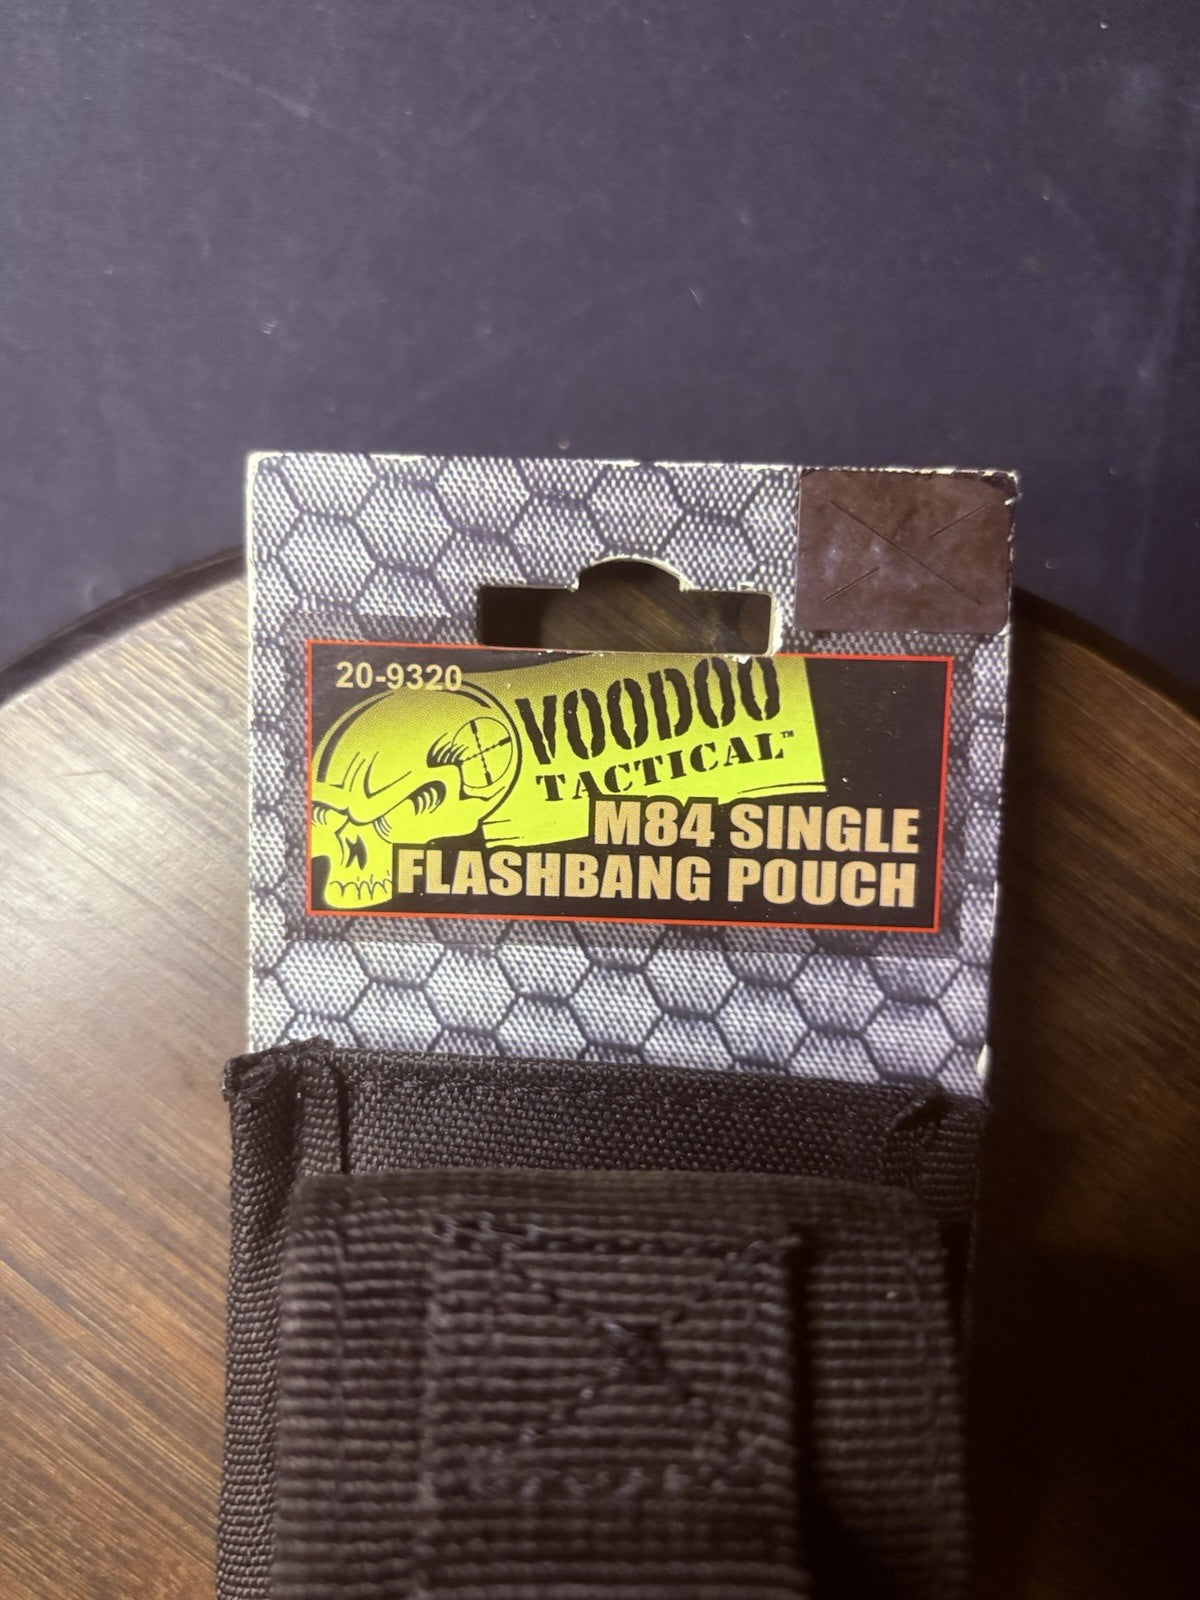 20-9320
VOODOO
TACTICAL™
M84 SINGLE
FLASHBANG POUCH